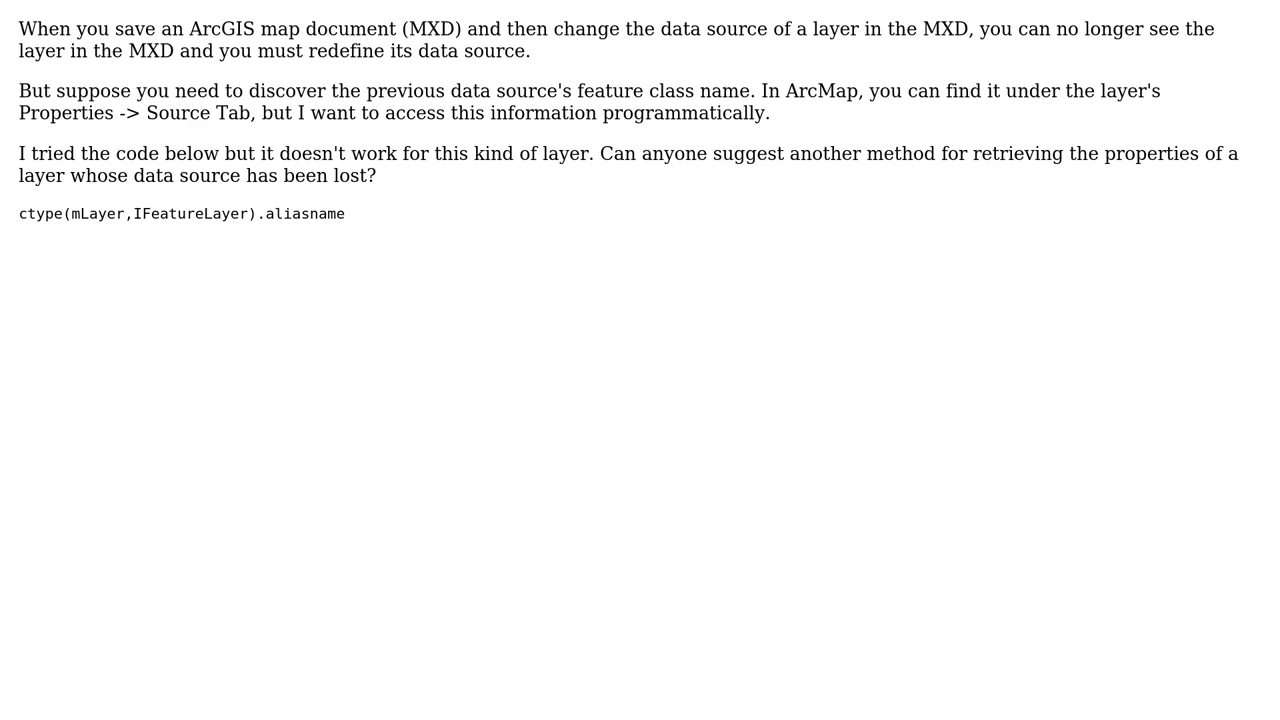 When you save an ArcGIS map document (MXD) and then change the data source of a layer in the MXD, you can no longer see the
layer in the MXD and you must redefine its data source.
But suppose you need to discover the previous data source's feature class name. In ArcMap, you can find it under the layer's
Properties -> Source Tab, but I want to access this information programmatically.
I tried the code below but it doesn't work for this kind of layer. Can anyone suggest another method for retrieving the properties of a
layer whose data source has been lost?
ctype(mLayer,IFeatureLayer).aliasname